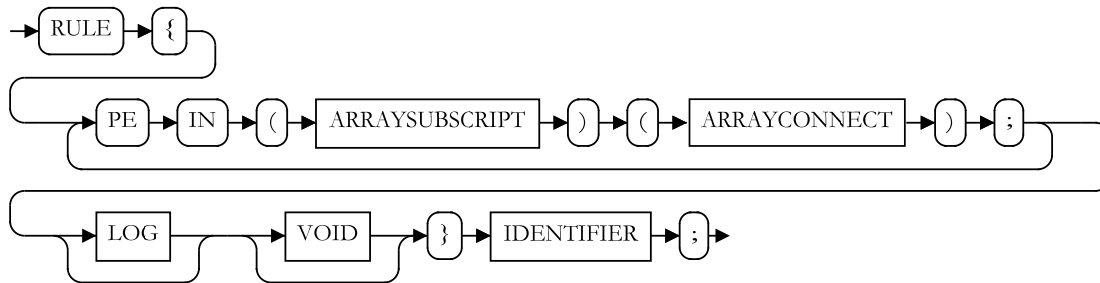 RULE {
PE IN ( ARRAYSUBSCRIPT ) ( ARRAYCONNECT ) ;
LOG VOID } IDENTIFIER ;